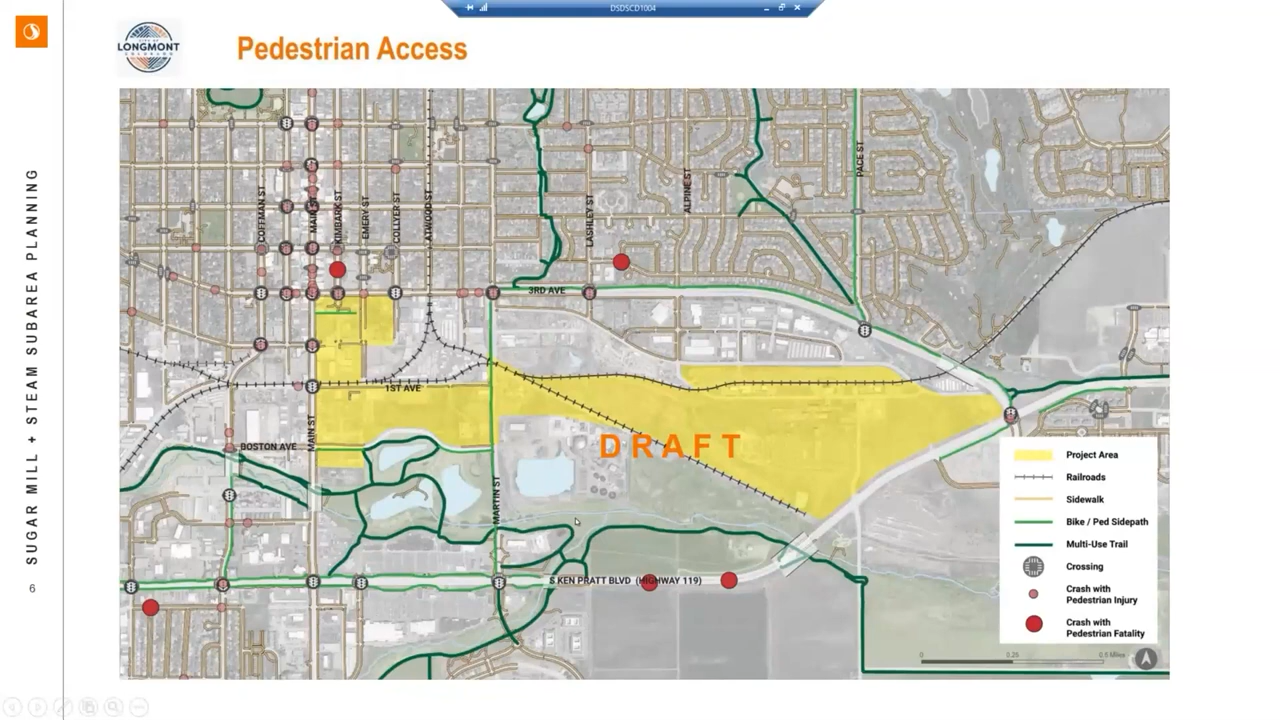 DSDSCD1004
CITY OF
LONGMONT
COLORADO
Pedestrian Access
SUGAR MILL + STEAM SUBAREA PLANNING
6
COFFMAN ST
MAIN ST
KIMBARK ST
EMERY ST
COLLYER ST
ATWOOD ST
LASHLEY ST
ALPINE ST
PACE ST
3RD AVE
1ST AVE
BOSTON AVE
MAIN ST
MARTIN ST
DRAFT
S KEN PRATT BLVD (HIGHWAY 119)
Project Area
Railroads
Sidewalk
Bike / Ped Sidepath
Multi-Use Trail
Crossing
Crash with
Pedestrian Injury
Crash with
Pedestrian Fatality
0
0.25
0.5 Miles